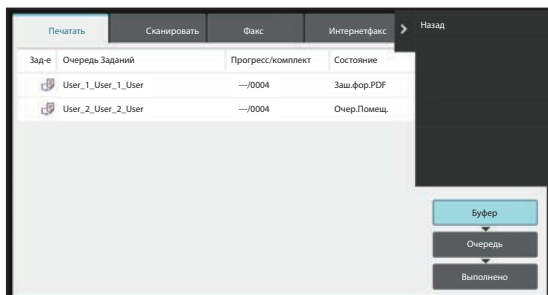 Печатать Сканировать Факс Интернетфакс Назад
Зад-е Очередь Заданий Прогресс/комплект Состояние
User_1_User_1_User ---/0004 Заш.фор.PDF
User_2_User_2_User ---/0004 Очер.Помещ.
Буфер
Очередь
Выполнено